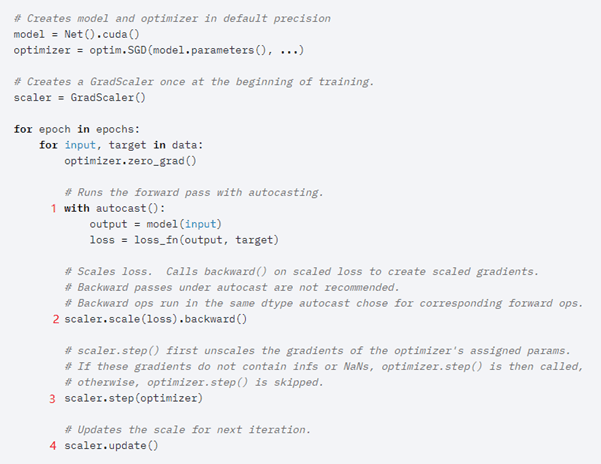 # Creates model and optimizer in default precision
model = Net().cuda()
optimizer = optim.SGD(model.parameters(), ...)
# Creates a GradScaler once at the beginning of training.
scaler = GradScaler()
for epoch in epochs:
    for input, target in data:
        optimizer.zero_grad()
        # Runs the forward pass with autocasting.
      1 with autocast():
            output = model(input)
            loss = loss_fn(output, target)
        # Scales loss.  Calls backward() on scaled loss to create scaled gradients.
        # Backward passes under autocast are not recommended.
        # Backward ops run in the same dtype autocast chose for corresponding forward ops.
      2 scaler.scale(loss).backward()
        # scaler.step() first unscales the gradients of the optimizer's assigned params.
        # If these gradients do not contain infs or NaNs, optimizer.step() is then called,
        # otherwise, optimizer.step() is skipped.
      3 scaler.step(optimizer)
        # Updates the scale for next iteration.
      4 scaler.update()